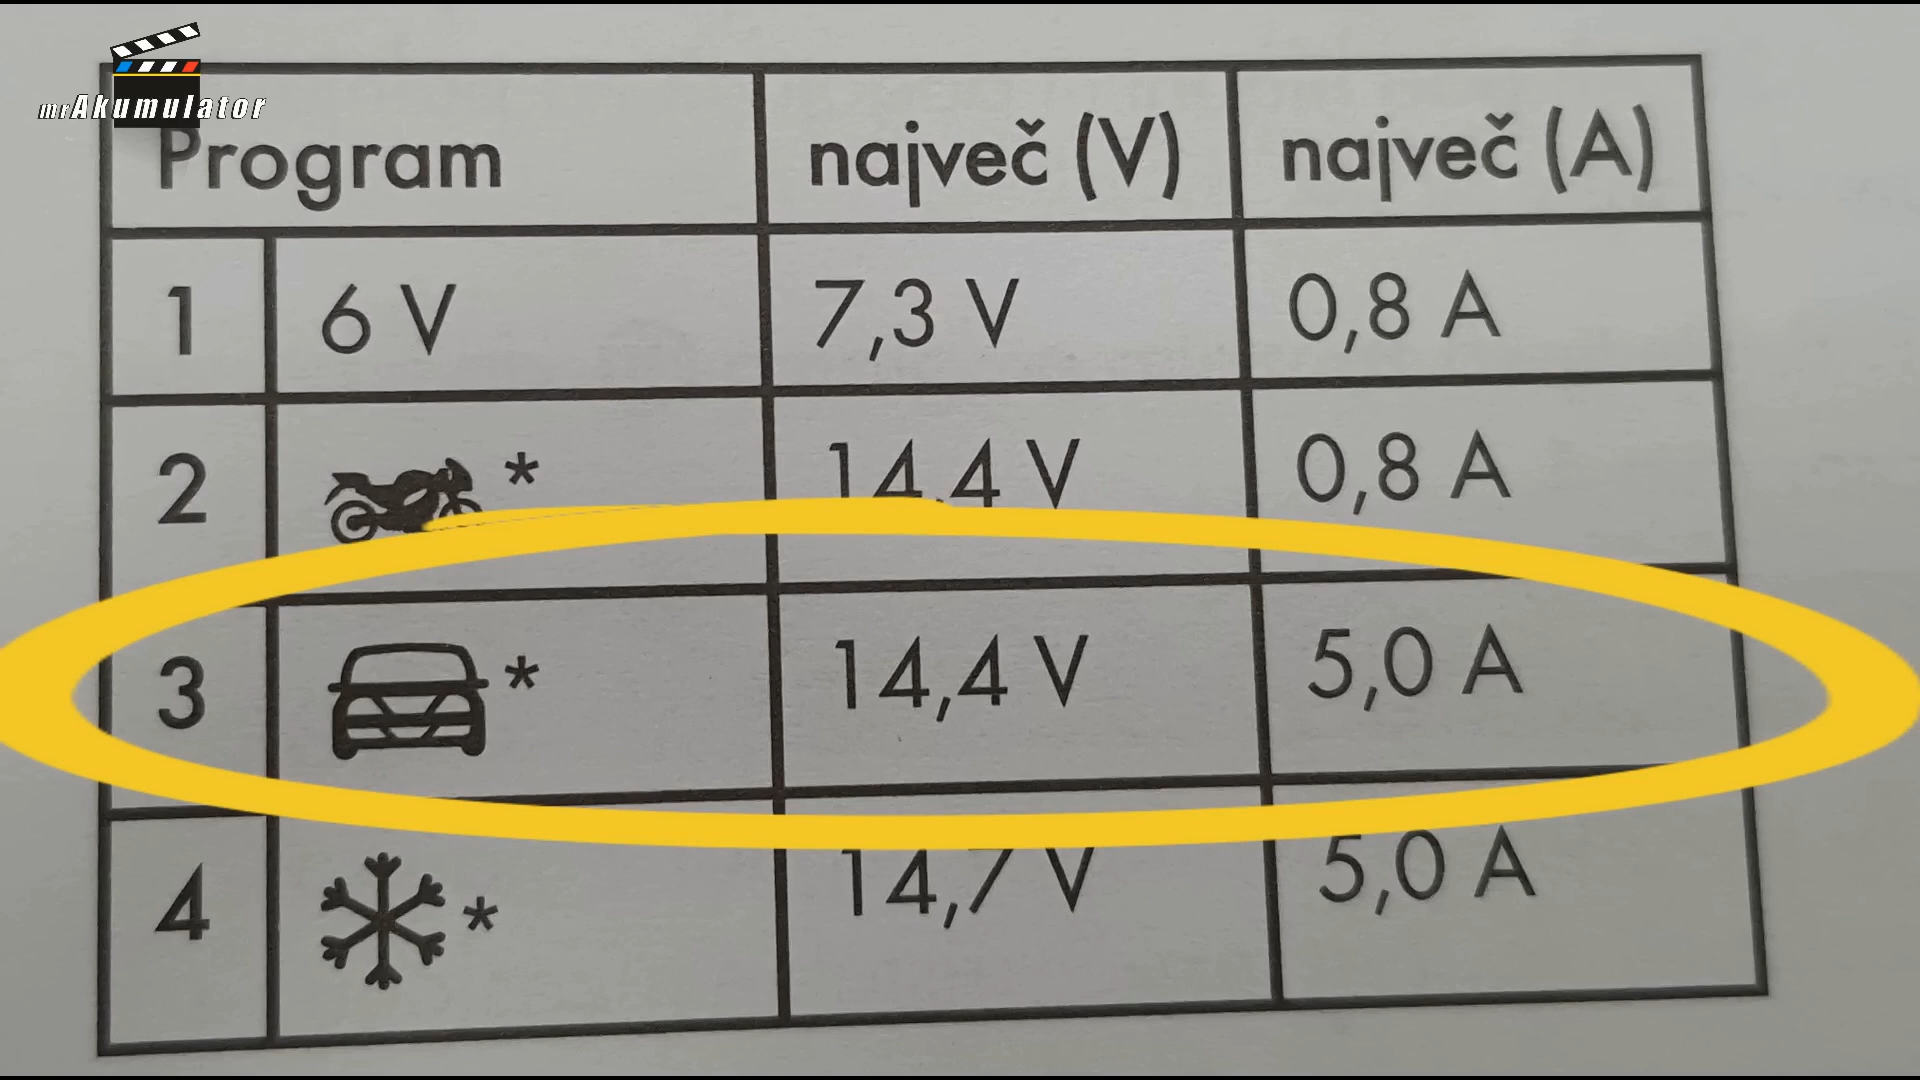 mrAkumulator
Program največ (V) največ (A)
1 6 V 7,3 V 0,8 A
2 * 14,4 V 0,8 A
3 * 14,4 V 5,0 A
4 * 14,7 V 5,0 A